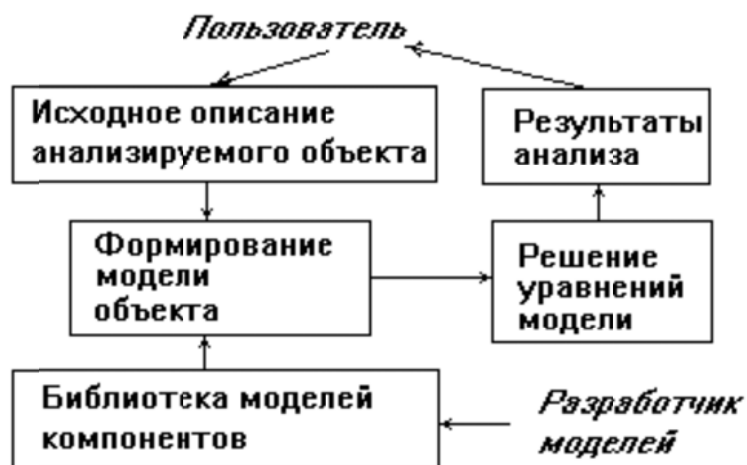 Пользователь
Исходное описание
анализируемого объекта
Результаты
анализа
Формирование
модели
объекта
Решение
уравнений
модели
Библиотека моделей
компонентов
Разработчик
моделей